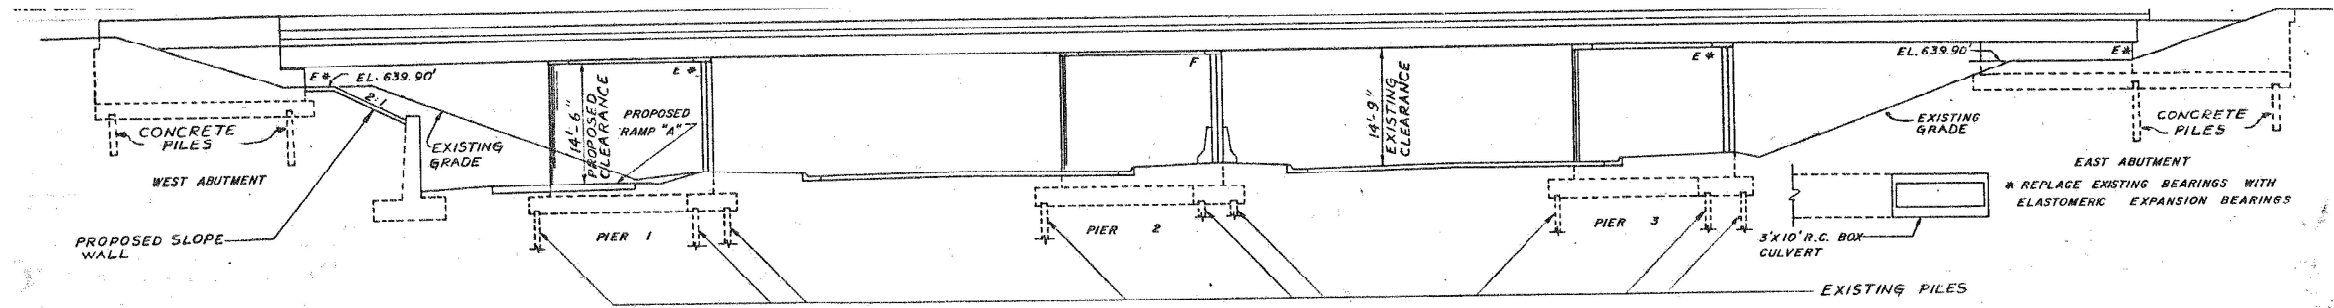 E*
EL. 639.90'
2:1
CONCRETE
PILES
WEST ABUTMENT
PROPOSED SLOPE
WALL
EXISTING
GRADE
14'-6"
PROPOSED
CLEARANCE
PROPOSED
RAMP "A"
E*
PIER 1
F
PIER 2
14'-9"
EXISTING
CLEARANCE
E*
PIER 3
EL. 639.90'
E*
EXISTING
GRADE
CONCRETE
PILES
EAST ABUTMENT
* REPLACE EXISTING BEARINGS WITH
ELASTOMERIC EXPANSION BEARINGS
3'X10' R.C. BOX
CULVERT
EXISTING PILES